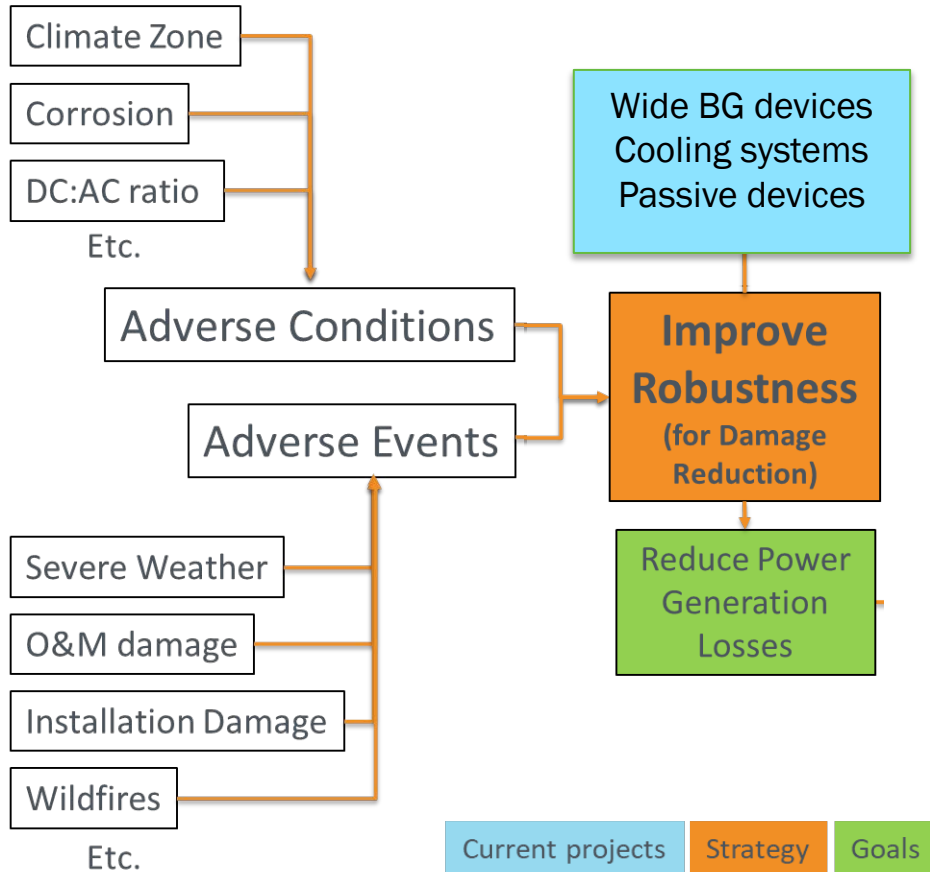 Climate Zone
Corrosion
DC:AC ratio
Etc.
Wide BG devices
Cooling systems
Passive devices
Adverse Conditions
Adverse Events
Improve
Robustness
(for Damage
Reduction)
Severe Weather
O&M damage
Installation Damage
Wildfires
Etc.
Reduce Power
Generation
Losses
Current projects
Strategy
Goals